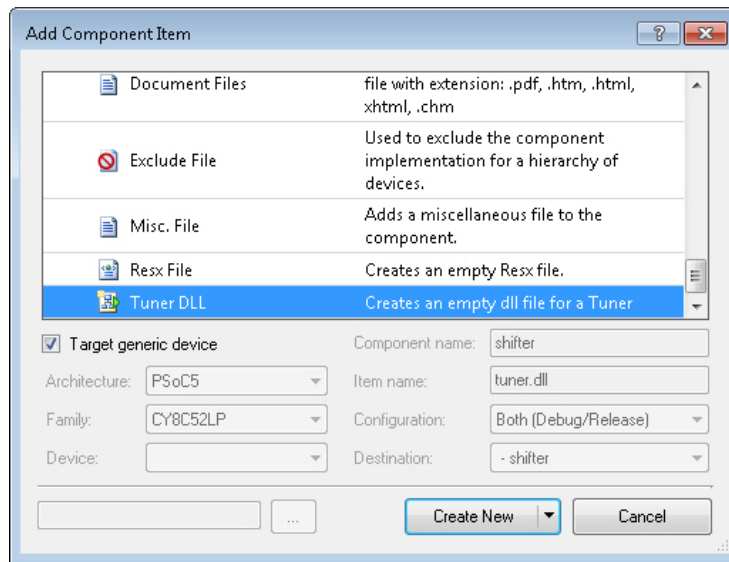 Add Component Item
Document Files
file with extension: .pdf, .htm, .html,
xhtml, .chm
Exclude File
Used to exclude the component
implementation for a hierarchy of
devices.
Misc. File
Adds a miscellaneous file to the
component.
Resx File
Creates an empty Resx file.
Tuner DLL
Creates an empty dll file for a Tuner
Target generic device
Component name: shifter
Architecture: PSoC5
Item name: tuner.dll
Family: CY8C52LP
Configuration: Both (Debug/Release)
Device:
Destination: - shifter
...
Create New
Cancel